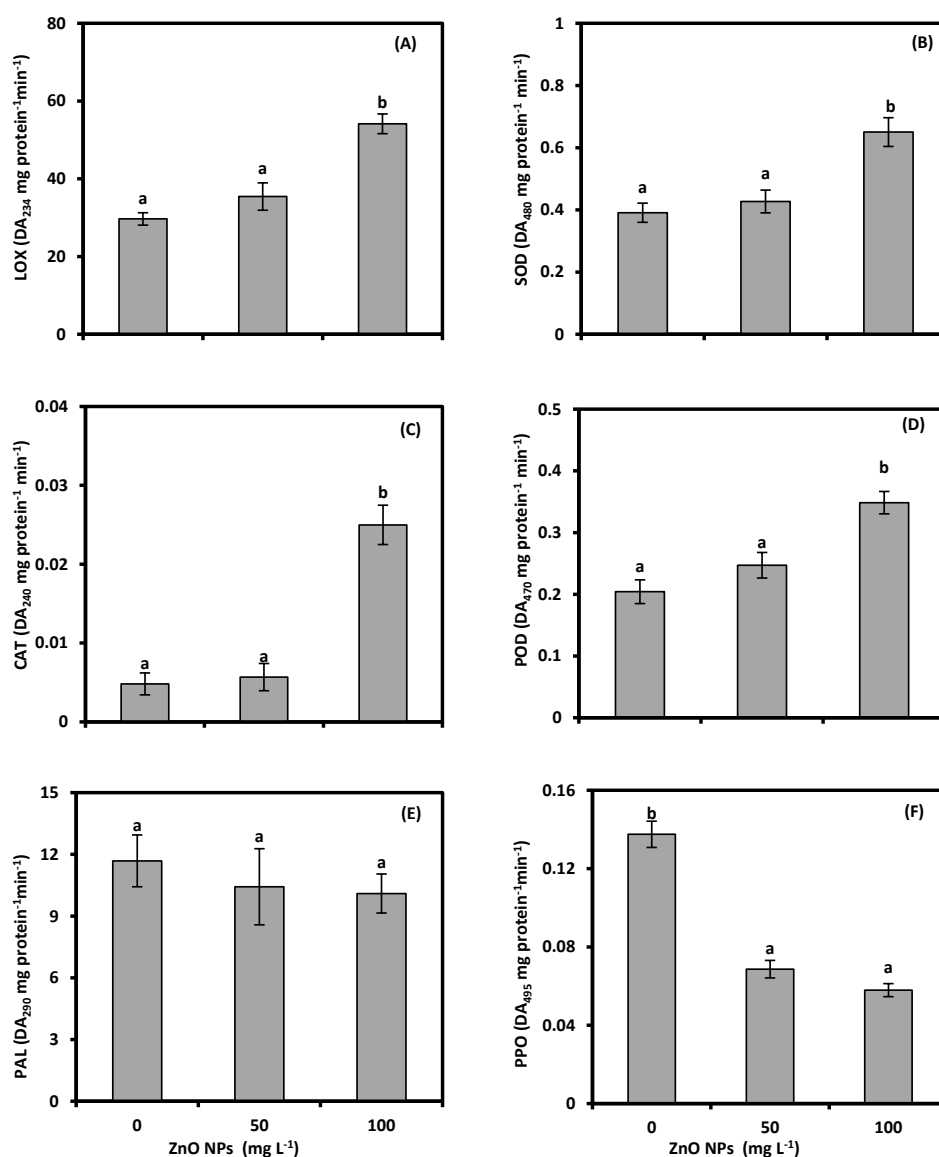 (A)
LOX (DA₂₃₄ mg protein⁻¹min⁻¹)
80
60
40
20
0
a
a
b
(B)
SOD (DA₄₈₀ mg protein⁻¹ min⁻¹)
1
0.8
0.6
0.4
0.2
0
a
a
b
(C)
CAT (DA₂₄₀ mg protein⁻¹ min⁻¹)
0.04
0.03
0.02
0.01
0
a
a
b
(D)
POD (DA₄₇₀ mg protein⁻¹ min⁻¹)
0.5
0.4
0.3
0.2
0.1
0
a
a
b
(E)
PAL (DA₂₉₀ mg protein⁻¹min⁻¹)
15
12
9
6
3
0
a
a
a
0 50 100
ZnO NPs (mg L⁻¹)
(F)
PPO (DA₄₉₅ mg protein⁻¹min⁻¹)
0.16
0.12
0.08
0.04
0
b
a
a
0 50 100
ZnO NPs (mg L⁻¹)